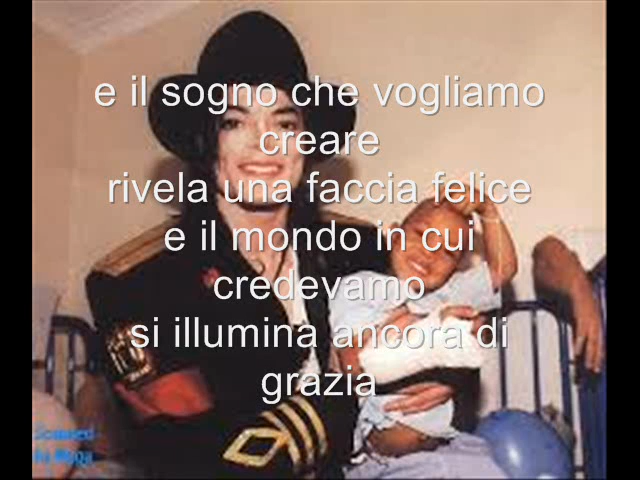 e il sogno che vogliamo
creare
rivela una faccia felice
e il mondo in cui
credevamo
si illumina ancora di
grazia
Scanned